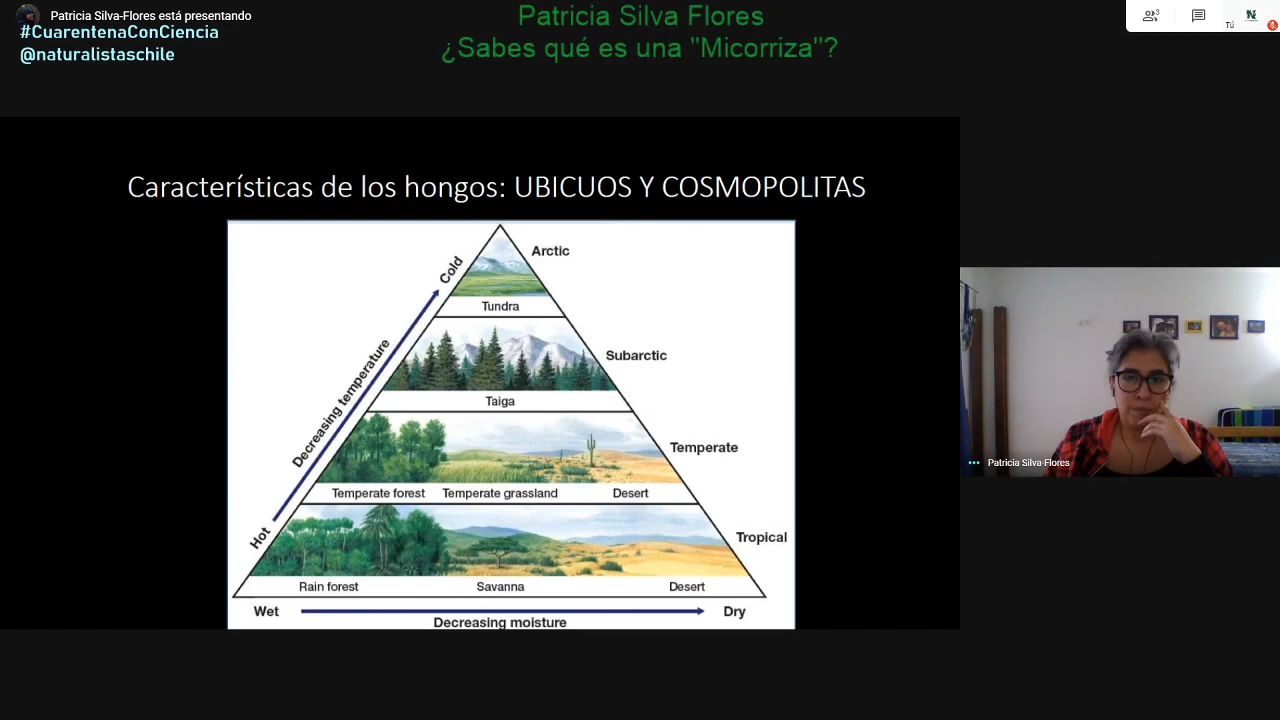 Patricia Silva-Flores está presentando
#CuarentenaConCiencia
@naturalistaschile
Patricia Silva Flores
¿Sabes qué es una "Micorriza"?
3
Tú
Características de los hongos: UBICUOS Y COSMOPOLITAS
Arctic
Cold
Tundra
Subarctic
Decreasing temperature
Taiga
Temperate
Temperate forest Temperate grassland Desert
Hot
Tropical
Rain forest Savanna Desert
Wet Dry
Decreasing moisture
Patricia Silva-Flores